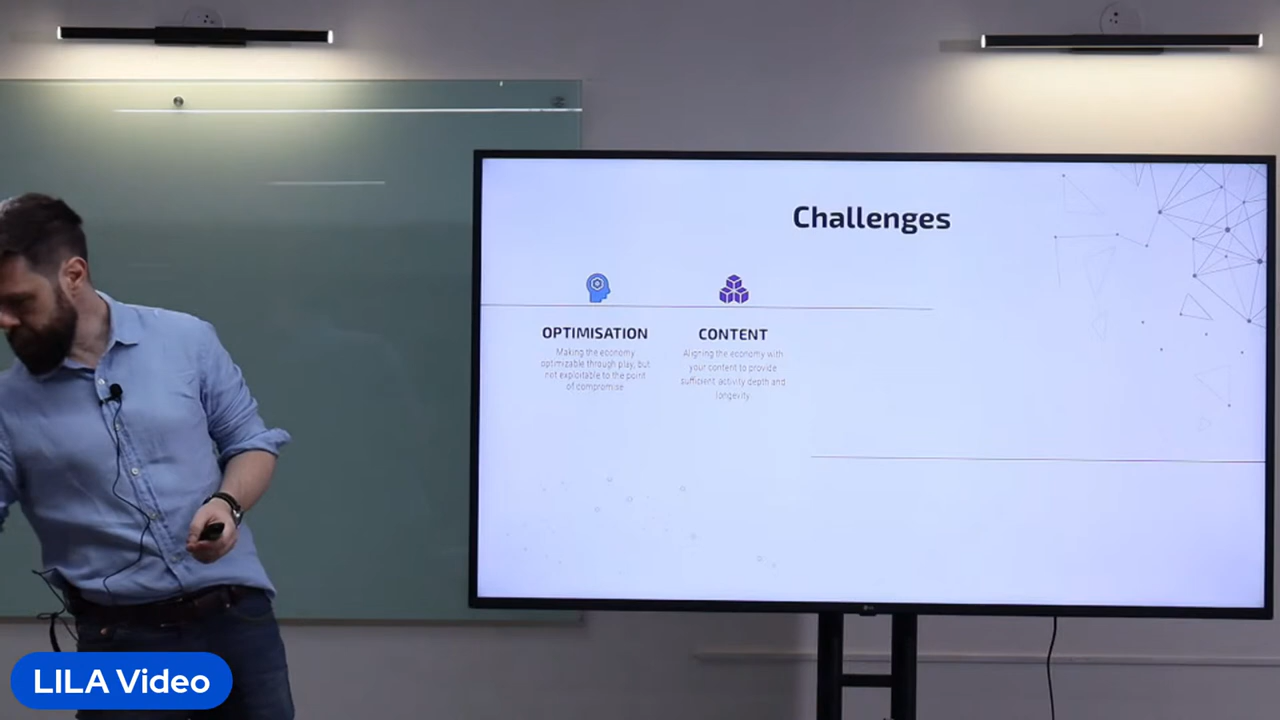 Challenges
OPTIMISATION
Making the economy
optimizable through play, but
not exploitable to the point
of compromise
CONTENT
Aligning the economy with
your content to provide
sufficient activity depth and
longevity
LG
LILA Video